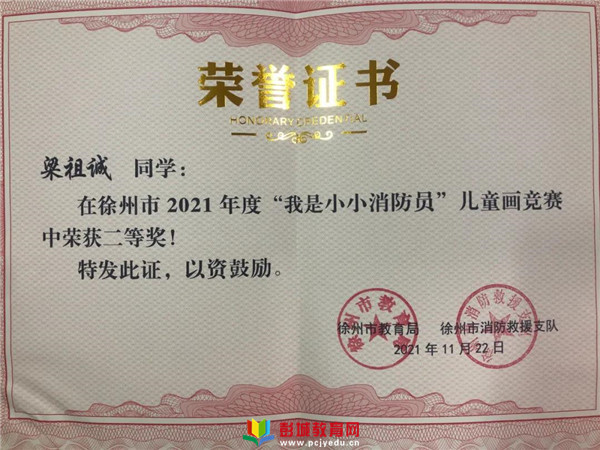 荣誉证书
HONORARY CREDENTIAL
梁祖诚 同学：
在徐州市2021年度“我是小小消防员”儿童画竞赛
中荣获二等奖！
特发此证，以资鼓励。
徐州市教育局 徐州市消防救援支队
2021年11月22日
彭城教育网
www.pcjyedu.cn